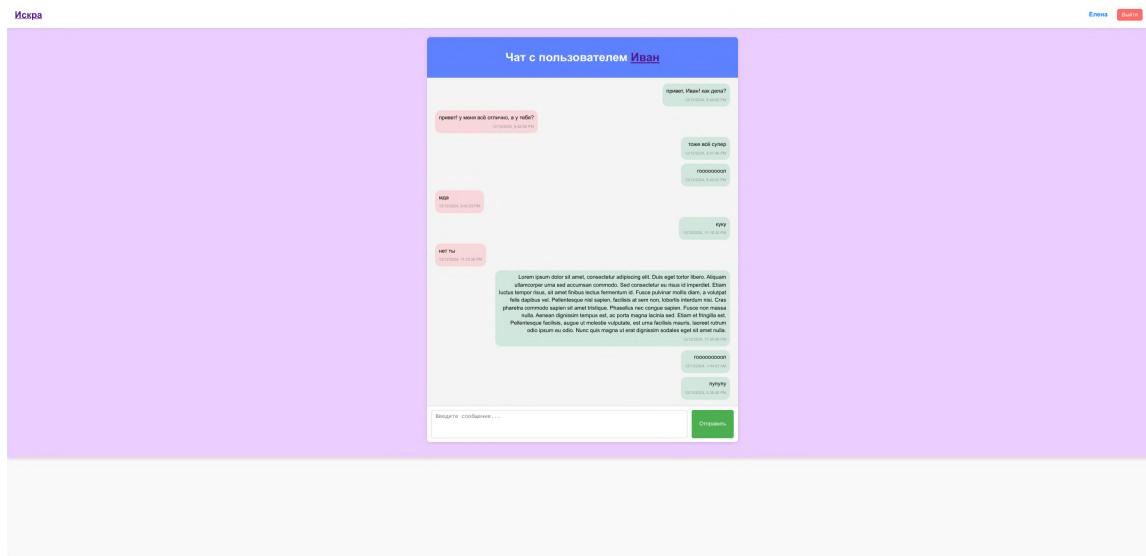 Искра
Елена Выйти
Чат с пользователем Иван
привет, Иван! как дела?
привет! у меня всё отлично, а у тебя?
тоже всё супер
гоооооооол
мда
куку
нет ты
Lorem ipsum dolor sit amet, consectetur adipiscing elit. Duis eget tortor libero. Aliquam
ullamcorper urna sed accumsan commodo. Sed consectetur eu risus id imperdiet. Etiam
luctus tempor risus, sit amet finibus lectus fermentum id. Fusce pulvinar mollis diam, a volutpat
felis dapibus vel. Pellentesque nisl sapien, facilisis at sem non, lobortis interdum nisi. Cras
pharetra commodo sapien sit amet tristique. Phasellus nec congue sapien. Fusce non massa
nulla. Aenean dignissim tempus est, ac porta magna lacinia sed. Etiam et fringilla est.
Pellentesque facilisis, augue ut molestie vulputate, est urna facilisis mauris, laoreet rutrum
odio ipsum eu odio. Nunc quis magna ut erat dignissim sodales eget sit amet nulla.
гоооооооол
пупупу
Введите сообщение...
Отправить